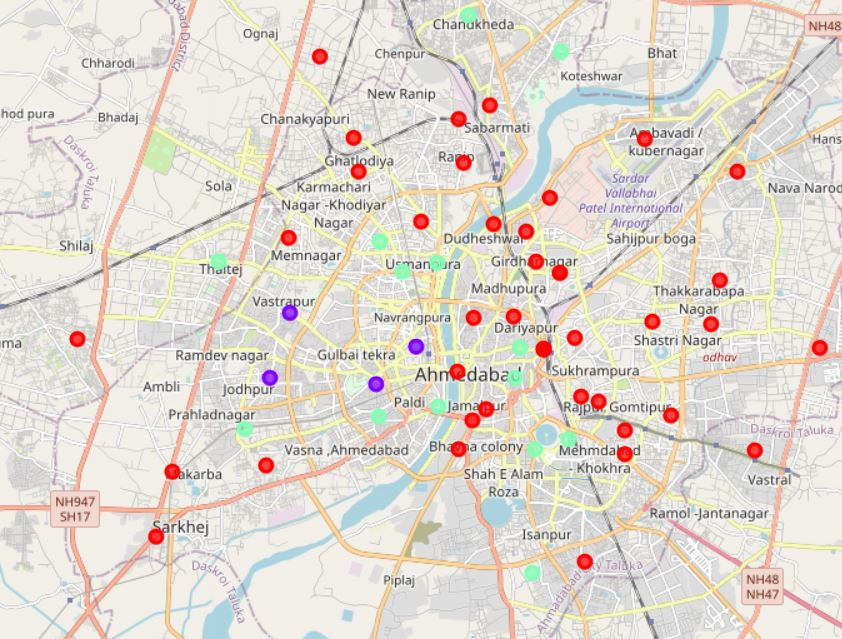 Chandkheda
NH48
Ognaj
Chenpur
Bhat
Chharodi
Koteshwar
New Ranip
hod pura
Bhadaj
Chanakyapuri
Sabarmati
Ambavadi /
kubernagar
Hans
Daskroi Taluka
Ghatlodiya
Ranip
Sola
Karmachari
Nagar -Khodiyar
Nagar
Sardar
Vallabhai
Patel International
Airport
Nava Narod
Shilaj
Memnagar
Dudheshwar
Sahijpur boga
Thaltej
Usmanpura
Girdharnagar
Madhupura
Thakkarabapa
Nagar
Vastrapur
Navrangpura
Dariyapur
Shastri Nagar
uma
Ramdev nagar
Gulbai tekra
odhav
Ambli
Jodhpur
Ahmedabad
Sukhrampura
Prahladnagar
Paldi
Jamalpur
Rajpur Gomtipur
Daskroi Taluka
Vasna ,Ahmedabad
Mehmdabad
- Khokhra
Makarba
Shah E Alam
Roza
Vastral
NH947
SH17
Sarkhej
Ramol -Jantanagar
Isanpur
Daskroi
Taluka
Piplaj
Ahmadabad City Taluka
NH48
NH47